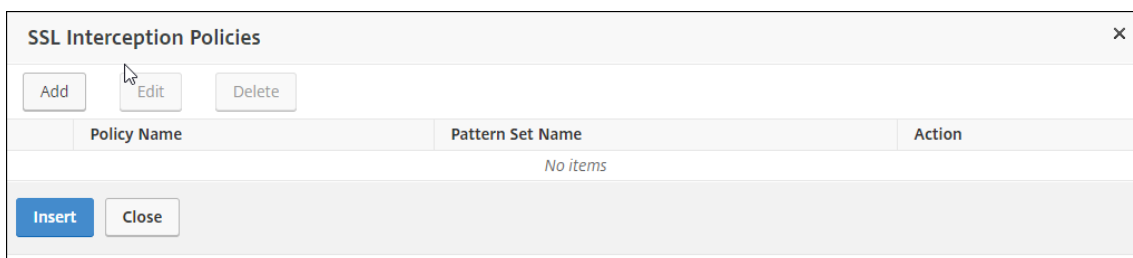 SSL Interception Policies ×
Add Edit Delete
Policy Name Pattern Set Name Action
No items
Insert Close